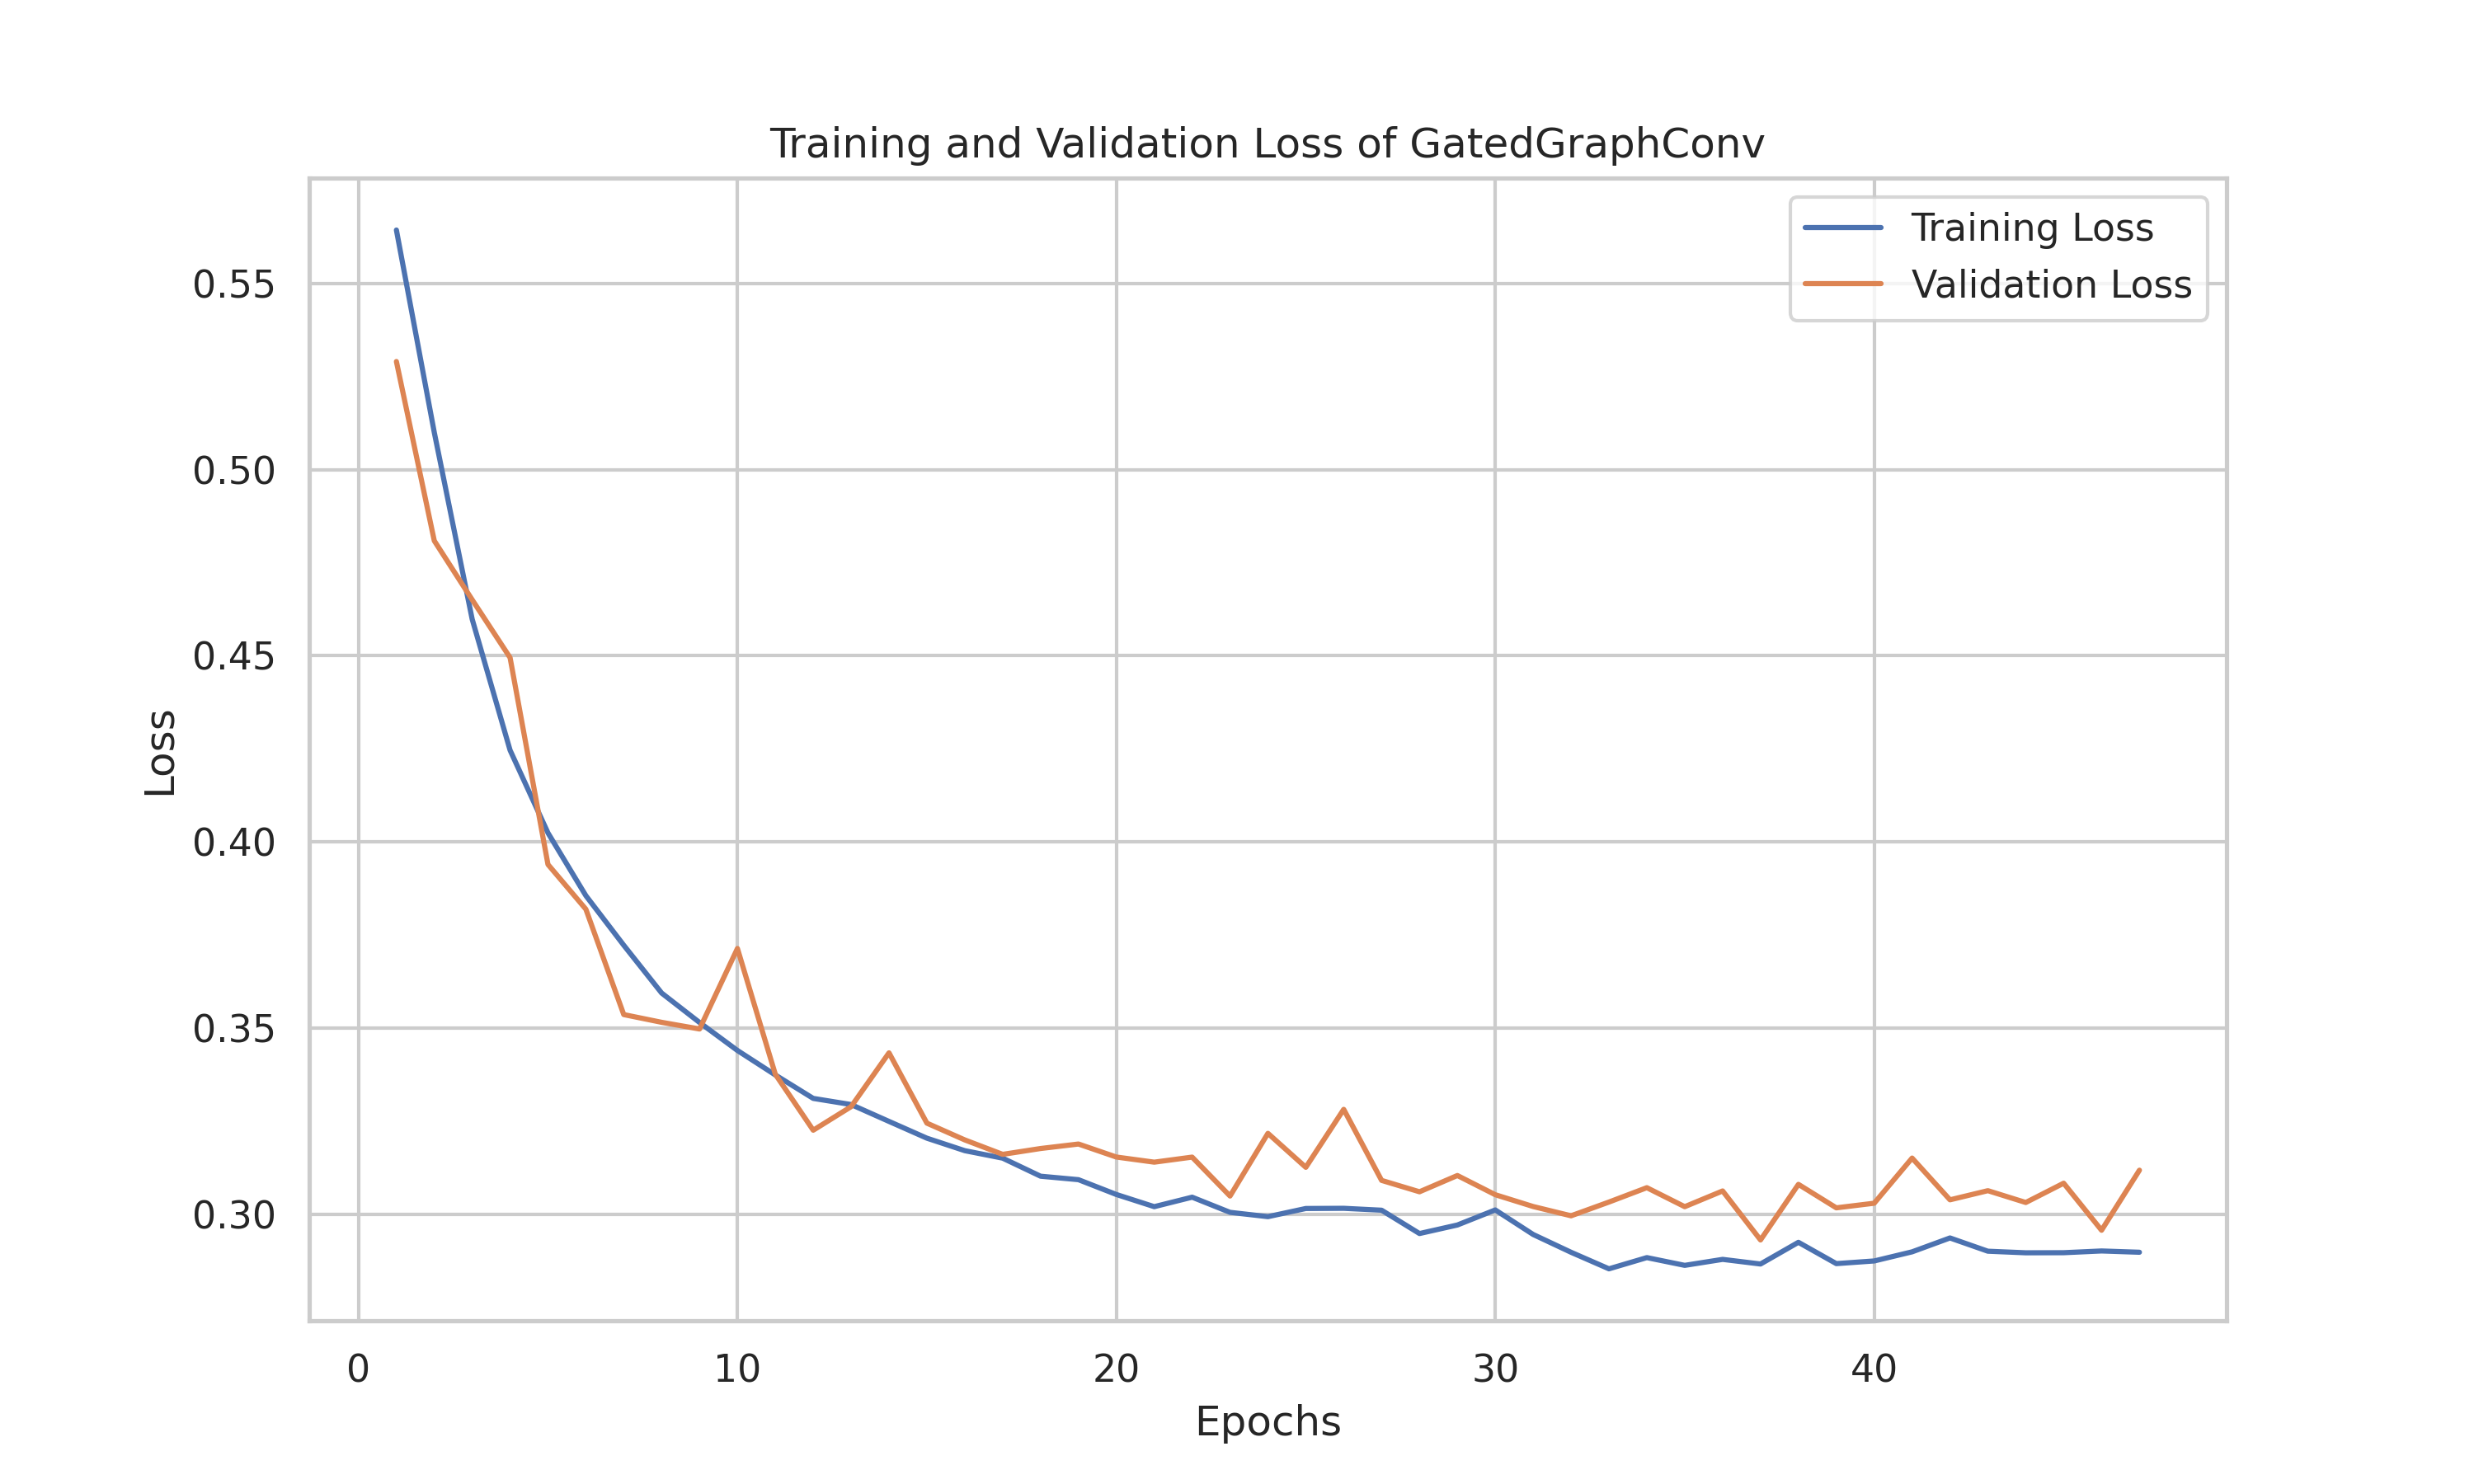 Training and Validation Loss of GatedGraphConv
Training Loss
Validation Loss
0.55
0.50
0.45
0.40
0.35
0.30
Loss
0
10
20
30
40
Epochs